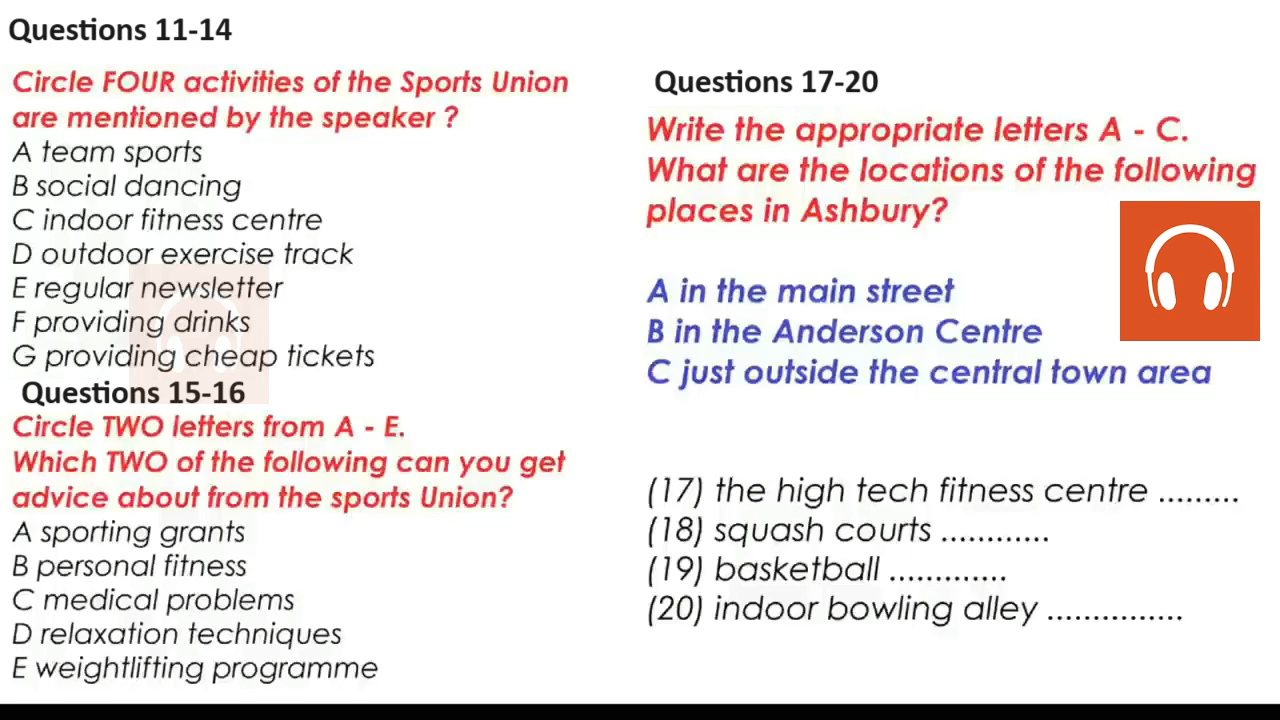 Questions 11-14
Circle FOUR activities of the Sports Union
are mentioned by the speaker ?
A team sports
B social dancing
C indoor fitness centre
D outdoor exercise track
E regular newsletter
F providing drinks
G providing cheap tickets
Questions 15-16
Circle TWO letters from A - E.
Which TWO of the following can you get
advice about from the sports Union?
A sporting grants
B personal fitness
C medical problems
D relaxation techniques
E weightlifting programme
Questions 17-20
Write the appropriate letters A - C.
What are the locations of the following
places in Ashbury?
A in the main street
B in the Anderson Centre
C just outside the central town area
(17) the high tech fitness centre .........
(18) squash courts ............
(19) basketball .............
(20) indoor bowling alley ...............